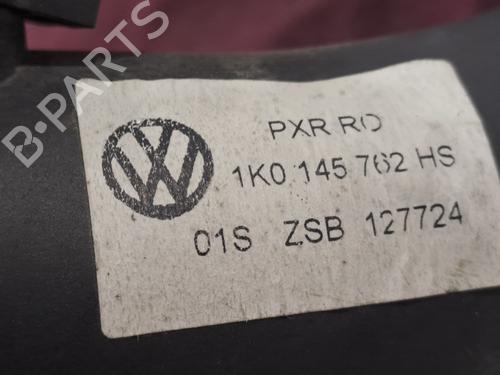 B-PARTS
PXR RO
1K0 145 762 HS
01S ZSB 127724